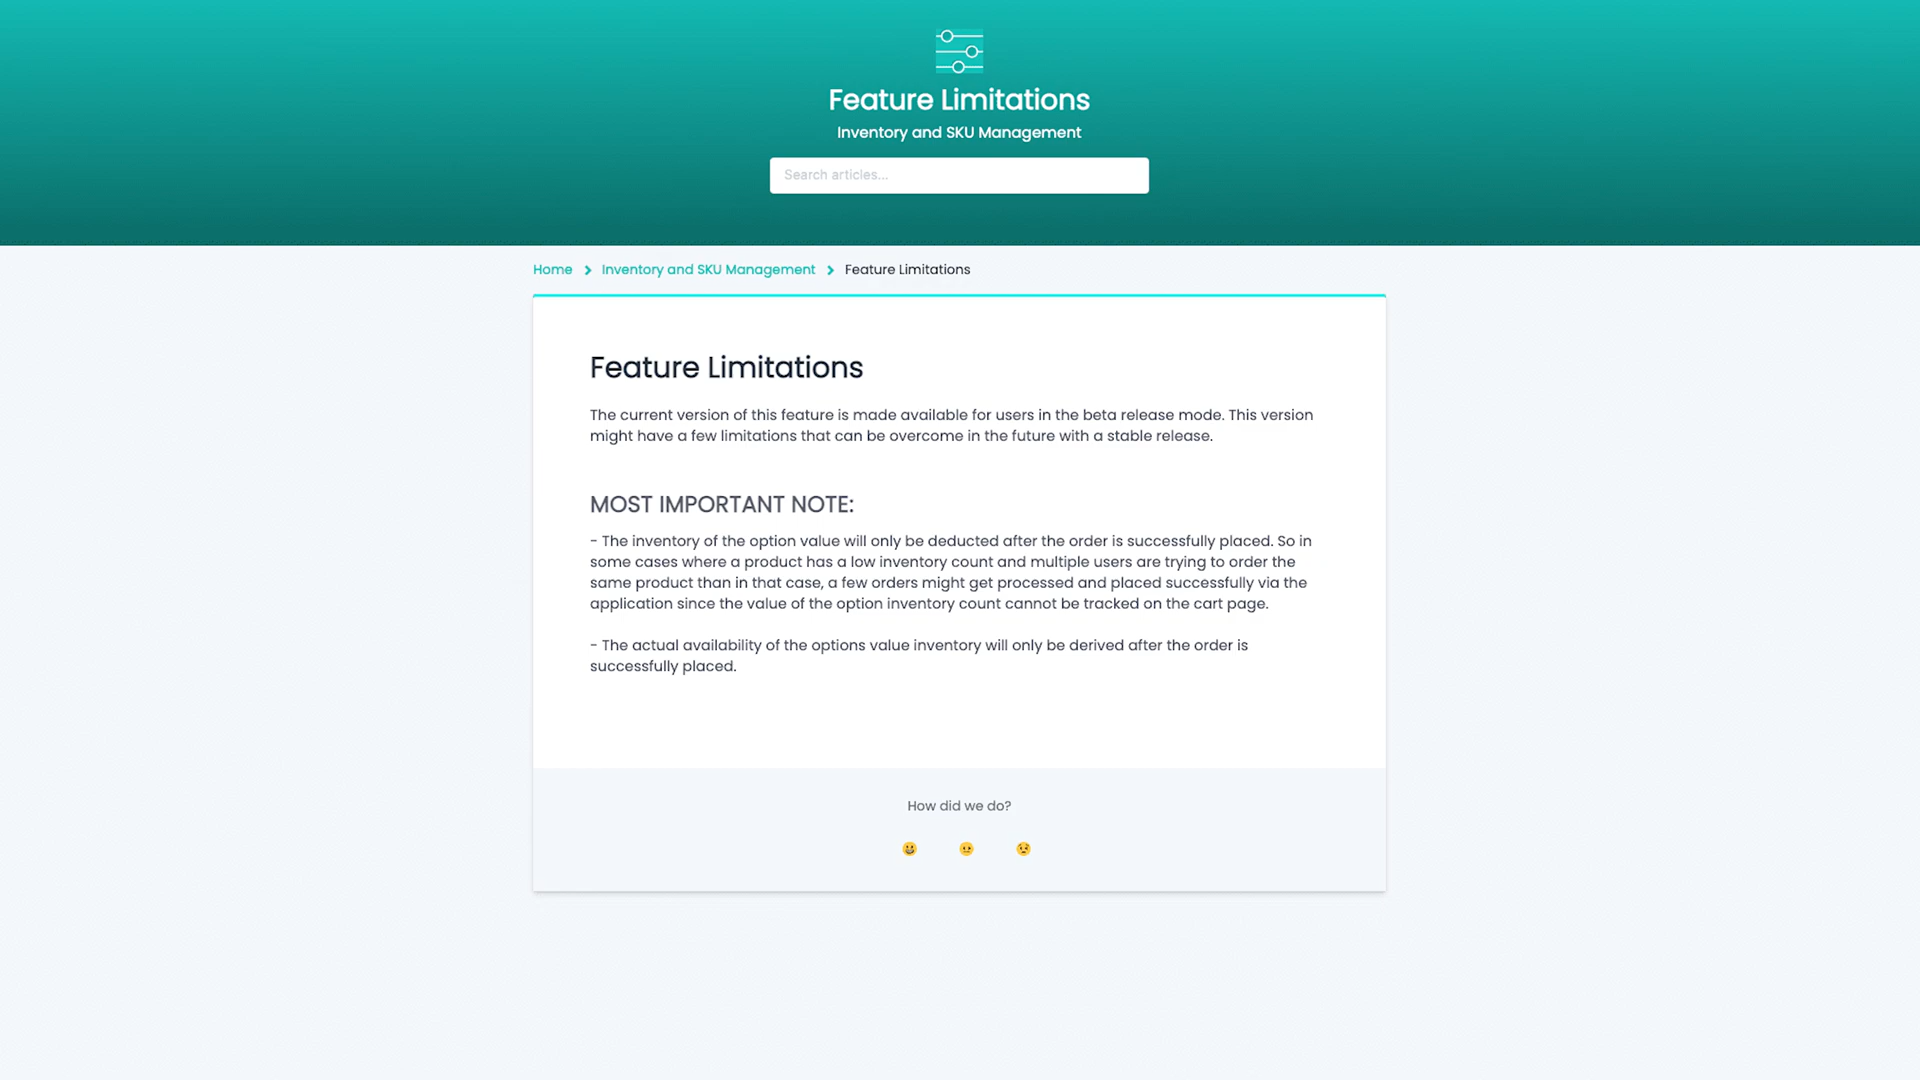 Feature Limitations
Inventory and SKU Management
Search articles...
Home > Inventory and SKU Management > Feature Limitations
Feature Limitations
The current version of this feature is made available for users in the beta release mode. This version
might have a few limitations that can be overcome in the future with a stable release.
MOST IMPORTANT NOTE:
- The inventory of the option value will only be deducted after the order is successfully placed. So in
some cases where a product has a low inventory count and multiple users are trying to order the
same product than in that case, a few orders might get processed and placed successfully via the
application since the value of the option inventory count cannot be tracked on the cart page.
- The actual availability of the options value inventory will only be derived after the order is
successfully placed.
How did we do?